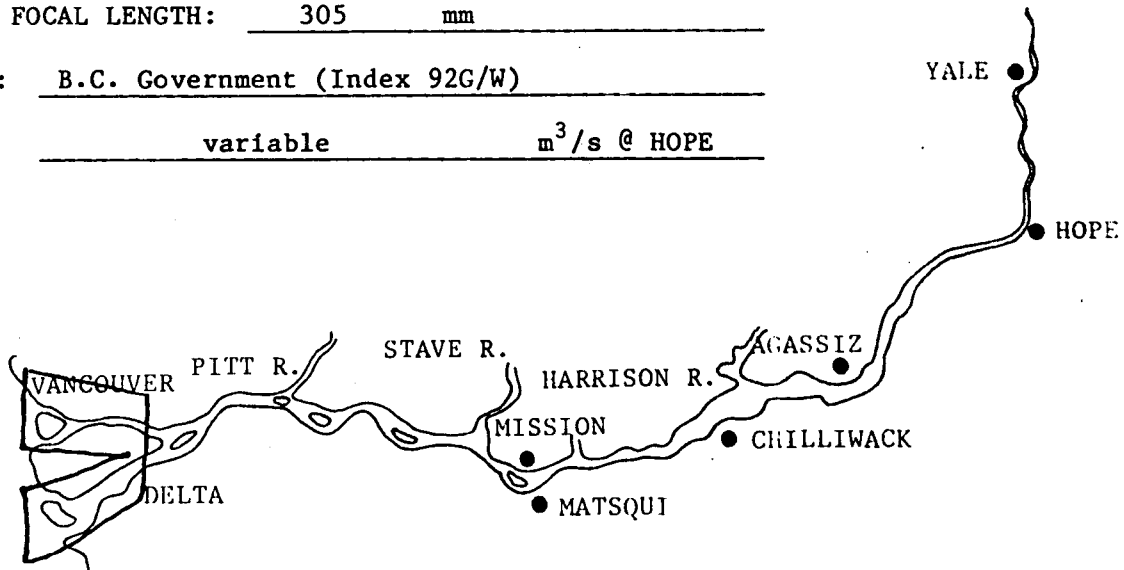 FOCAL LENGTH: 305 mm
: B.C. Government (Index 92G/W)
variable m³/s @ HOPE
YALE
HOPE
AGASSIZ
STAVE R.
PITT R.
HARRISON R.
VANCOUVER
MISSION
CHILLIWACK
DELTA
MATSQUI